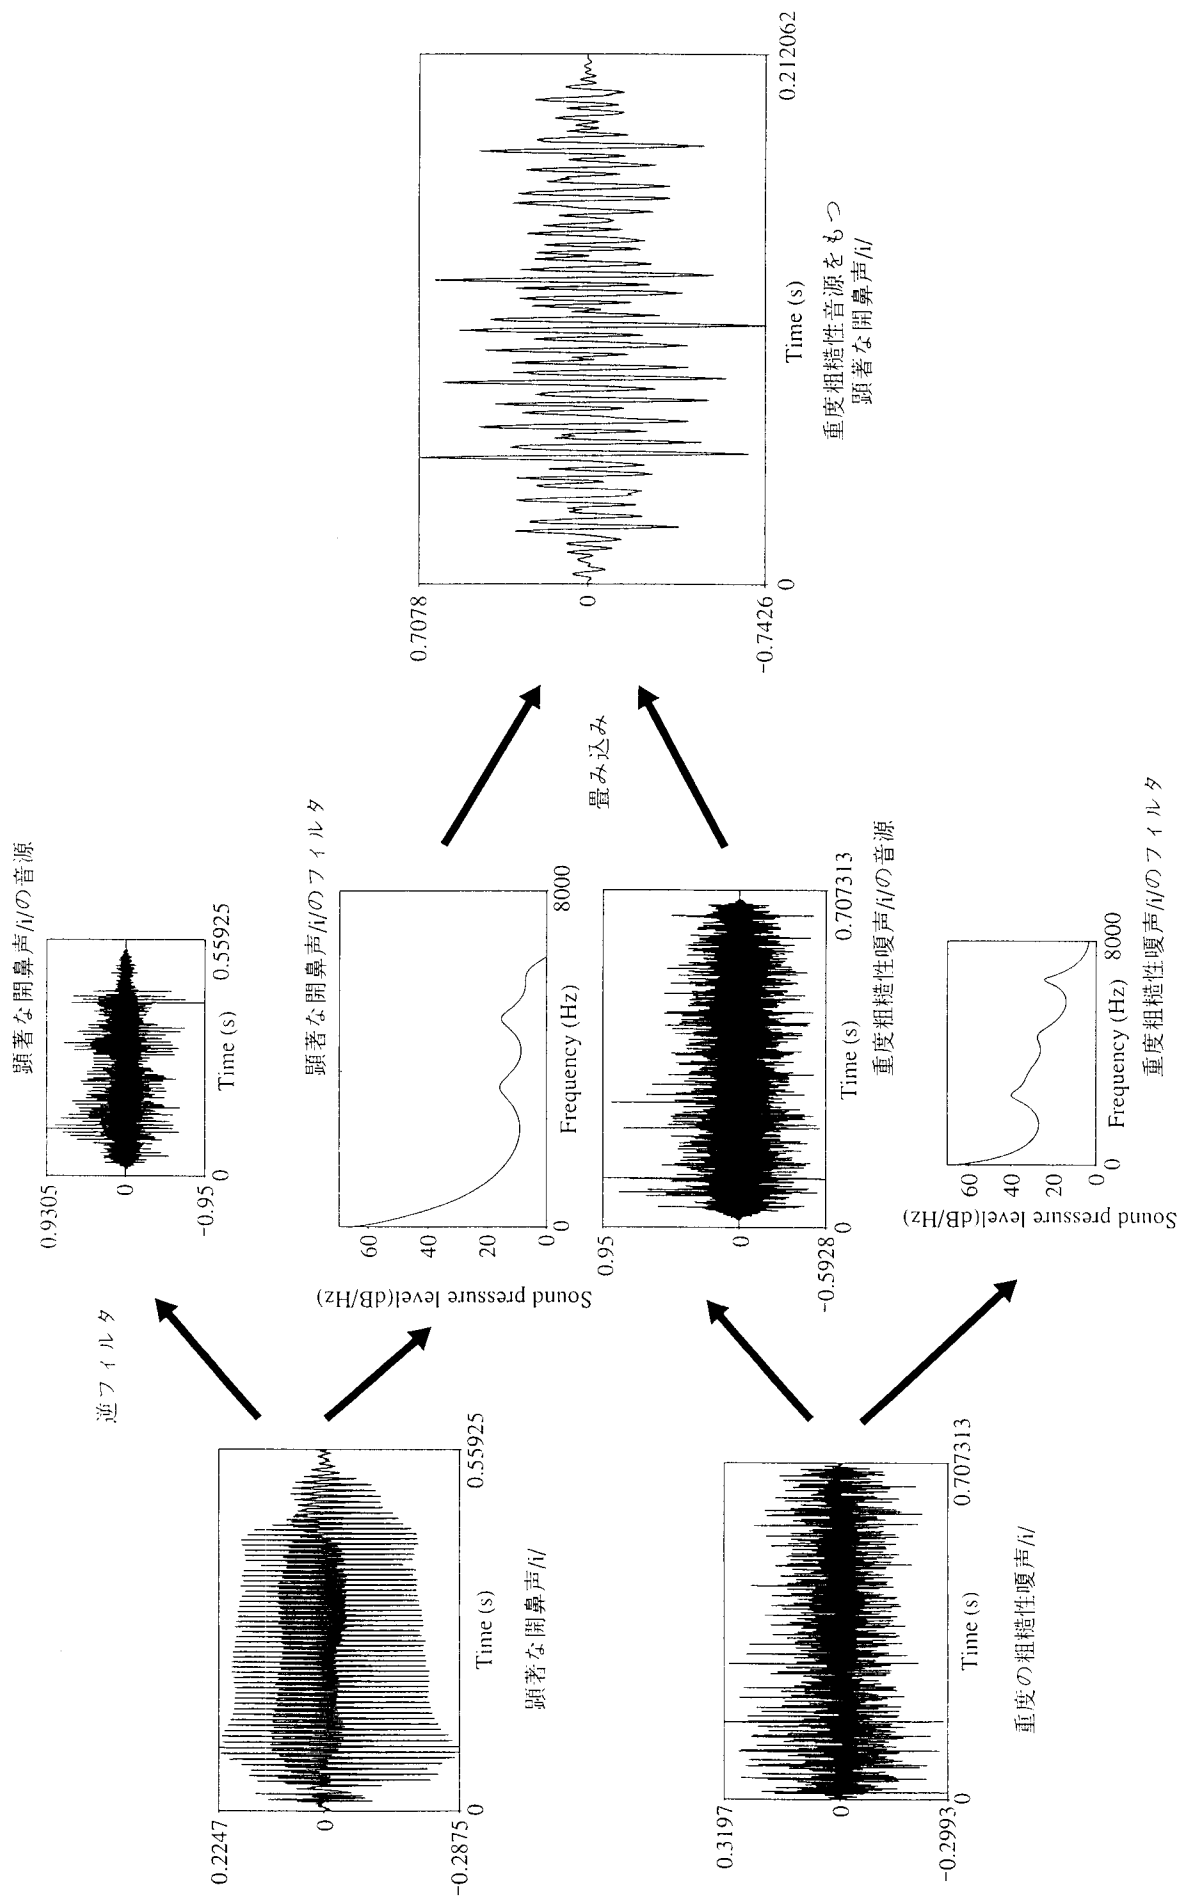 0.2247
0
-0.2875
0
0.55925
Time (s)
顕著な開鼻声/i/
0.3197
0
-0.2993
0
0.707313
Time (s)
重度の粗糙性嗄声/i/
逆フィルタ
顕著な開鼻声/i/の音源
0.9305
0
-0.95
0
0.55925
Time (s)
顕著な開鼻声/i/のフィルタ
Sound pressure level(dB/Hz)
60
40
20
0
0
8000
Frequency (Hz)
0.95
0
-0.5928
0
0.707313
Time (s)
重度粗糙性嗄声/i/の音源
Sound pressure level(dB/Hz)
60
40
20
0
0
8000
Frequency (Hz)
重度粗糙性嗄声/i/のフィルタ
畳み込み
0.7078
0
-0.7426
0
0.212062
Time (s)
重度粗糙性音源をもつ
顕著な開鼻声/i/